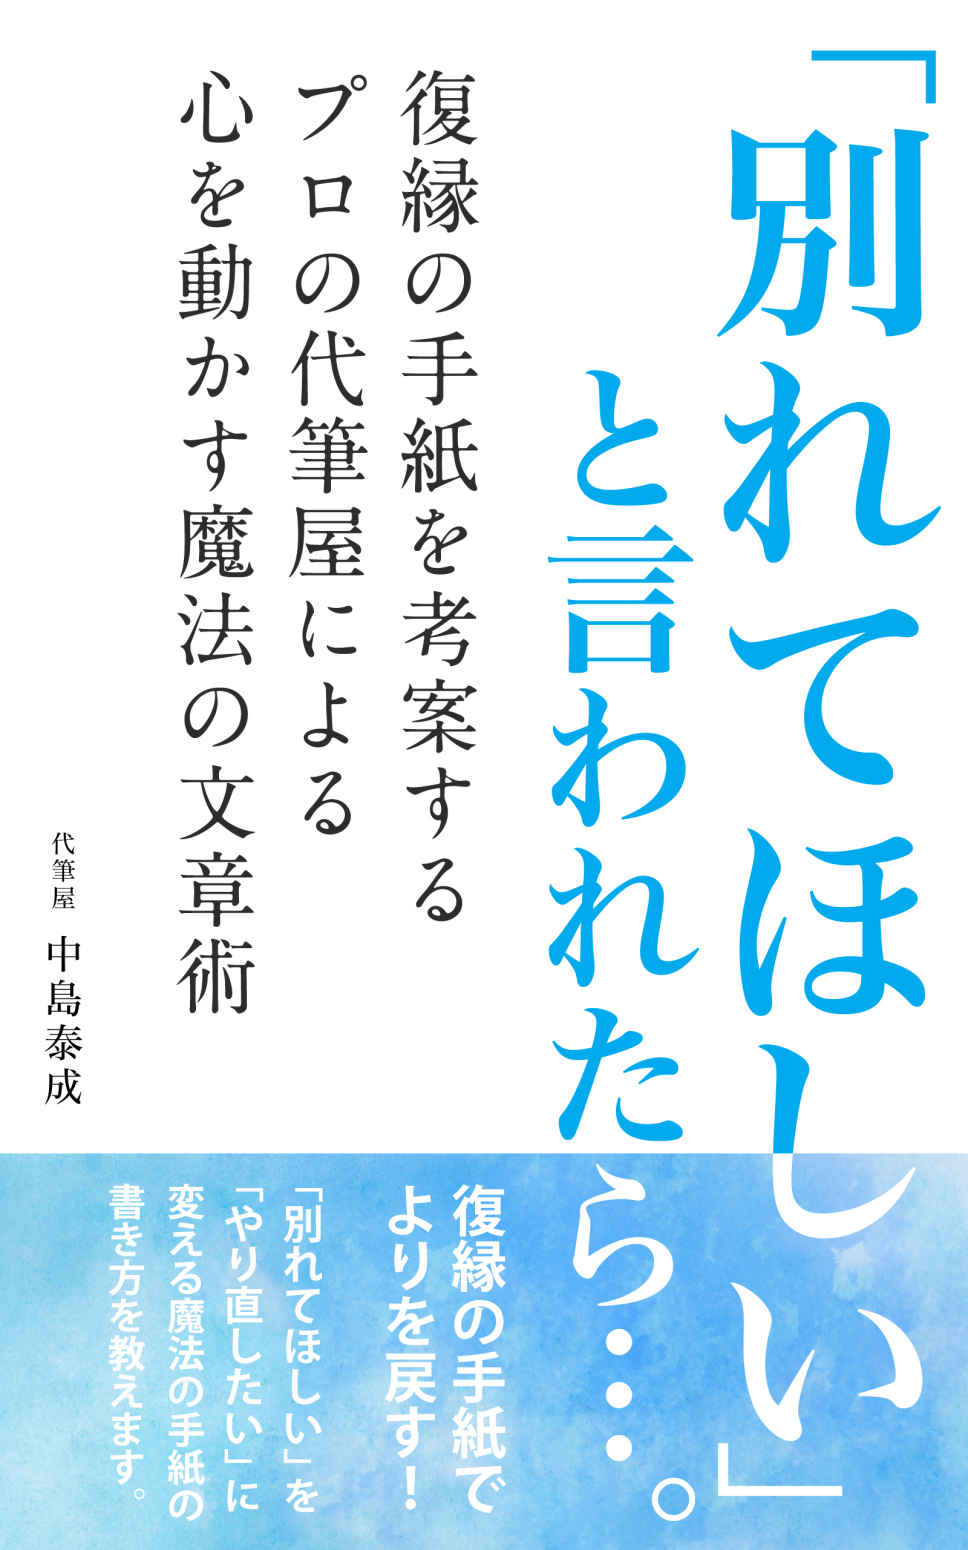 「別れてほしい」
と言われたら…。
復縁の手紙を考案する
プロの代筆屋による
心を動かす魔法の文章術
代筆屋 中島泰成
復縁の手紙で
よりを戻す！
「別れてほしい」を
「やり直したい」に
変える魔法の手紙の
書き方を教えます。